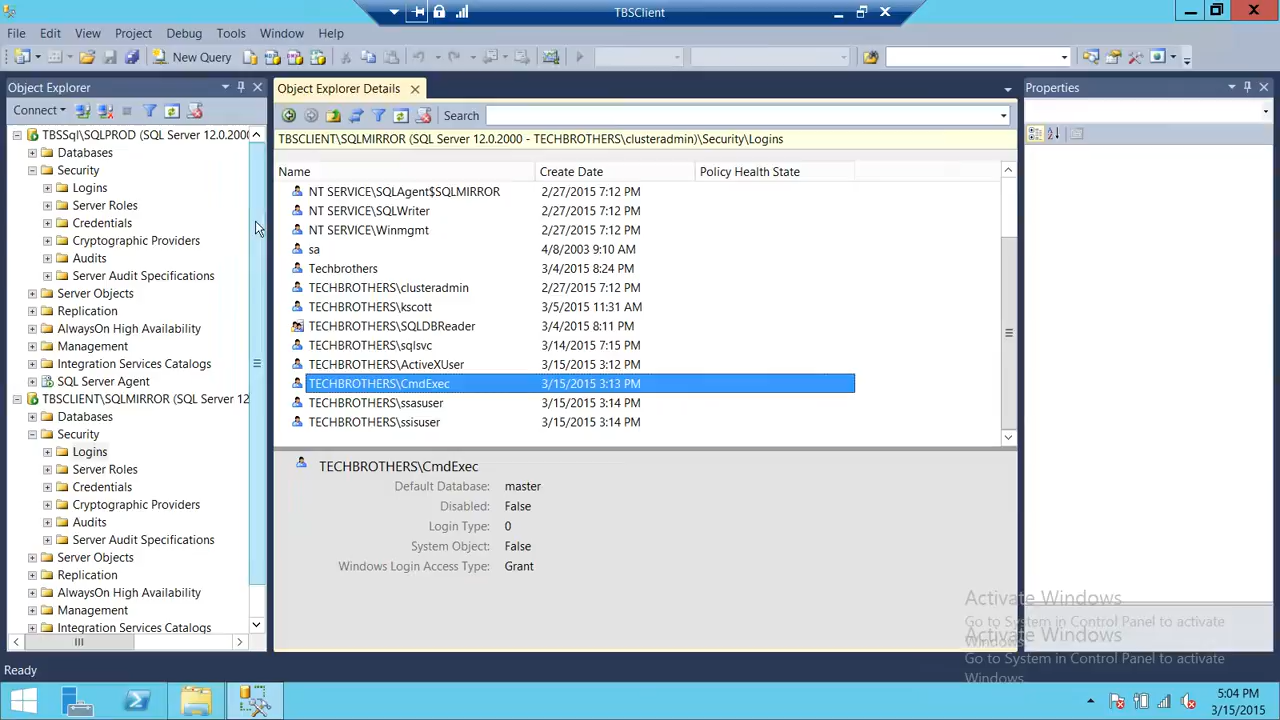 TBSClient
File Edit View Project Debug Tools Window Help
New Query
Object Explorer
Connect
TBSSql\SQLPROD (SQL Server 12.0.2000
Databases
Security
Logins
Server Roles
Credentials
Cryptographic Providers
Audits
Server Audit Specifications
Server Objects
Replication
AlwaysOn High Availability
Management
Integration Services Catalogs
SQL Server Agent
TBSCLIENT\SQLMIRROR (SQL Server 12
Databases
Security
Logins
Server Roles
Credentials
Cryptographic Providers
Audits
Server Audit Specifications
Server Objects
Replication
AlwaysOn High Availability
Management
Integration Services Catalogs
Object Explorer Details
Search
TBSCLIENT\SQLMIRROR (SQL Server 12.0.2000 - TECHBROTHERS\clusteradmin)\Security\Logins
Name Create Date Policy Health State
NT SERVICE\SQLAgent$SQLMIRROR 2/27/2015 7:12 PM
NT SERVICE\SQLWriter 2/27/2015 7:12 PM
NT SERVICE\Winmgmt 2/27/2015 7:12 PM
sa 4/8/2003 9:10 AM
Techbrothers 3/4/2015 8:24 PM
TECHBROTHERS\clusteradmin 2/27/2015 7:12 PM
TECHBROTHERS\kscott 3/5/2015 11:31 AM
TECHBROTHERS\SQLDBReader 3/4/2015 8:11 PM
TECHBROTHERS\sqlsvc 3/14/2015 7:15 PM
TECHBROTHERS\ActiveXUser 3/15/2015 3:12 PM
TECHBROTHERS\CmdExec 3/15/2015 3:13 PM
TECHBROTHERS\ssasuser 3/15/2015 3:14 PM
TECHBROTHERS\ssisuser 3/15/2015 3:14 PM
TECHBROTHERS\CmdExec
Default Database: master
Disabled: False
Login Type: 0
System Object: False
Windows Login Access Type: Grant
Properties
Activate Windows
Go to System in Control Panel to activate
Windows.
Activate Windows
Go to System in Control Panel to activate
Windows.
Ready
5:04 PM
3/15/2015